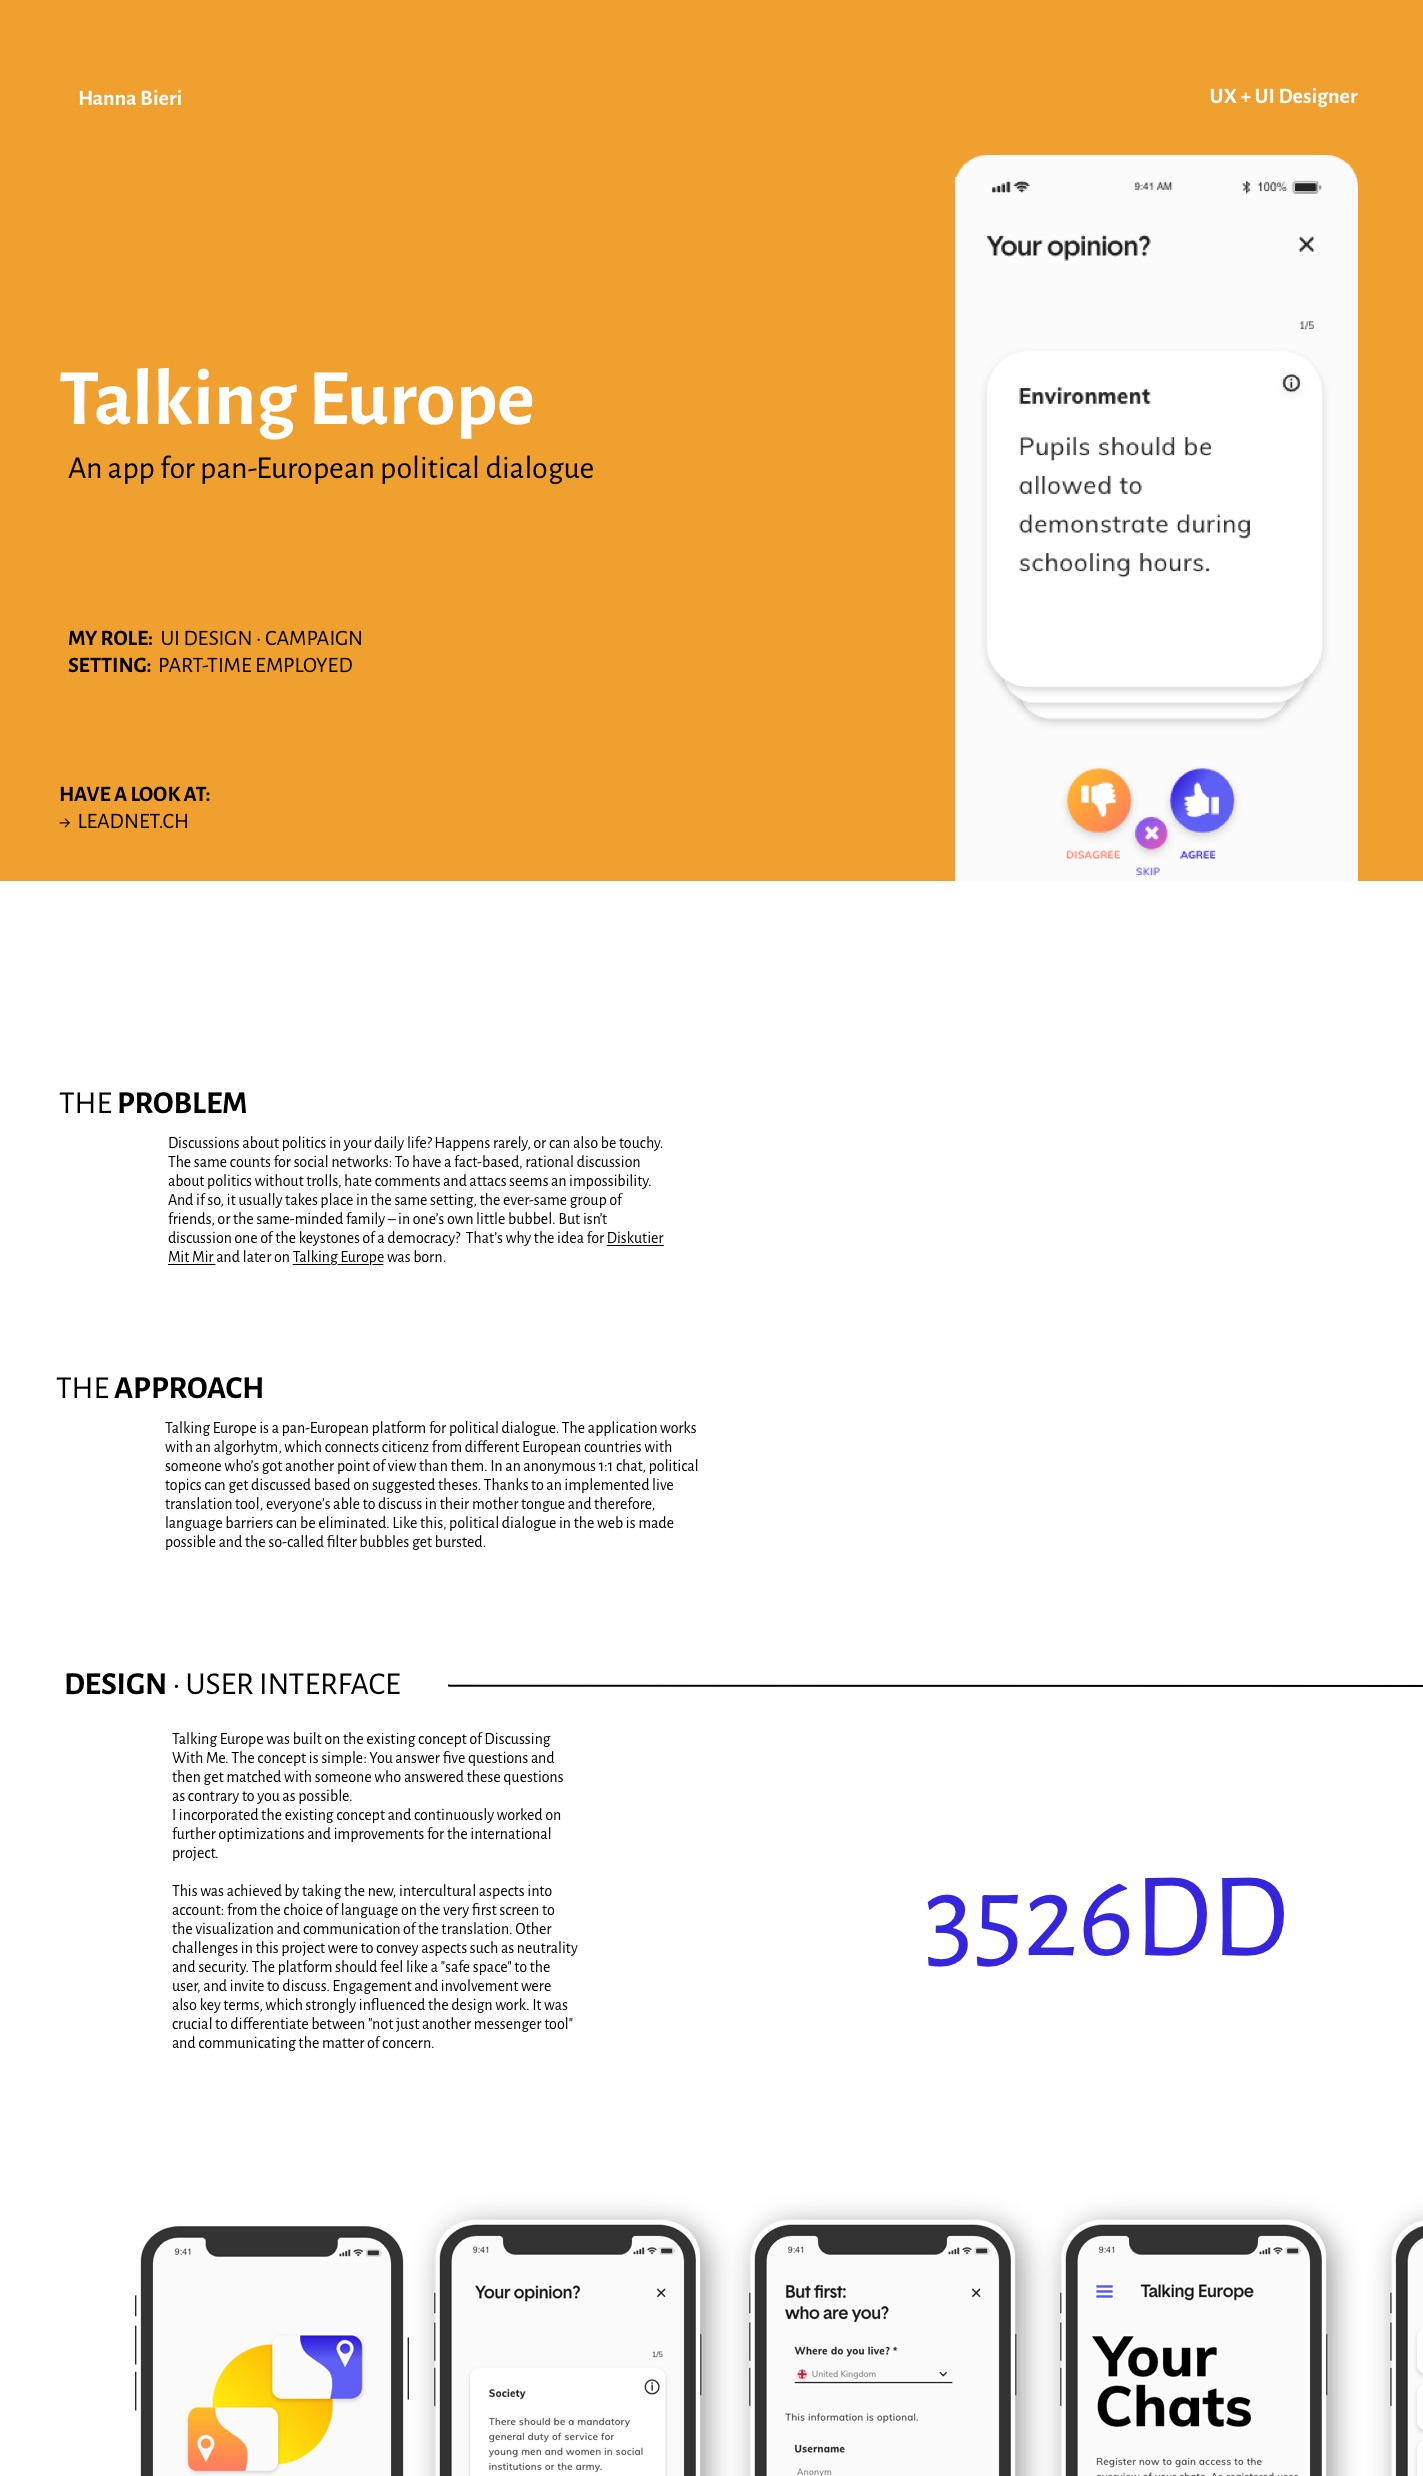 Hanna Bieri
UX + UI Designer
9:41 AM
100%
Your opinion?
1/5
Environment
Pupils should be
allowed to
demonstrate during
schooling hours.
DISAGREE
AGREE
SKIP
Talking Europe
An app for pan-European political dialogue
MY ROLE: UI DESIGN · CAMPAIGN
SETTING: PART-TIME EMPLOYED
HAVE A LOOK AT:
→ LEADNET.CH
THE PROBLEM
Discussions about politics in your daily life? Happens rarely, or can also be touchy.
The same counts for social networks: To have a fact-based, rational discussion
about politics without trolls, hate comments and attacs seems an impossibility.
And if so, it usually takes place in the same setting, the ever-same group of
friends, or the same-minded family – in one's own little bubbel. But isn't
discussion one of the keystones of a democracy? That's why the idea for Diskutier
Mit Mir and later on Talking Europe was born.
THE APPROACH
Talking Europe is a pan-European platform for political dialogue. The application works
with an algorhytm, which connects citicenz from different European countries with
someone who's got another point of view than them. In an anonymous 1:1 chat, political
topics can get discussed based on suggested theses. Thanks to an implemented live
translation tool, everyone's able to discuss in their mother tongue and therefore,
language barriers can be eliminated. Like this, political dialogue in the web is made
possible and the so-called filter bubbles get bursted.
DESIGN · USER INTERFACE
Talking Europe was built on the existing concept of Discussing
With Me. The concept is simple: You answer five questions and
then get matched with someone who answered these questions
as contrary to you as possible.
I incorporated the existing concept and continuously worked on
further optimizations and improvements for the international
project.
This was achieved by taking the new, intercultural aspects into
account: from the choice of language on the very first screen to
the visualization and communication of the translation. Other
challenges in this project were to convey aspects such as neutrality
and security. The platform should feel like a "safe space" to the
user, and invite to discuss. Engagement and involvement were
also key terms, which strongly influenced the design work. It was
crucial to differentiate between "not just another messenger tool"
and communicating the matter of concern.
3526DD
9:41
9:41
Your opinion?
1/5
Society
There should be a mandatory
general duty of service for
young men and women in social
institutions or the army.
9:41
But first:
who are you?
Where do you live? *
United Kingdom
This information is optional.
Username
Anonym
9:41
Talking Europe
Your
Chats
Register now to gain access to the